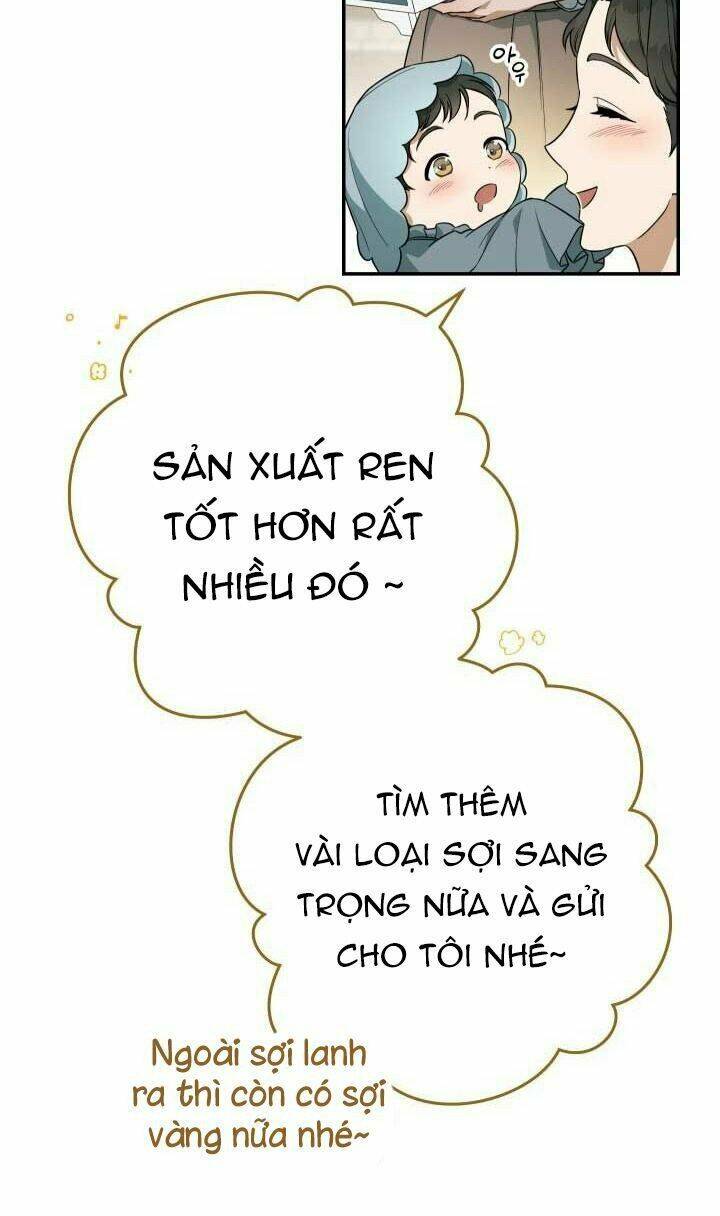 아우
SẢN XUẤT REN
TỐT HƠN RẤT
NHIỀU ĐÓ ~
TÌM THÊM
VÀI LOẠI SỢI SANG
TRỌNG NỮA VÀ GỬI
CHO TÔI NHÉ~
Ngoài sợi lanh
ra thì còn có sợi
vàng nữa nhé~